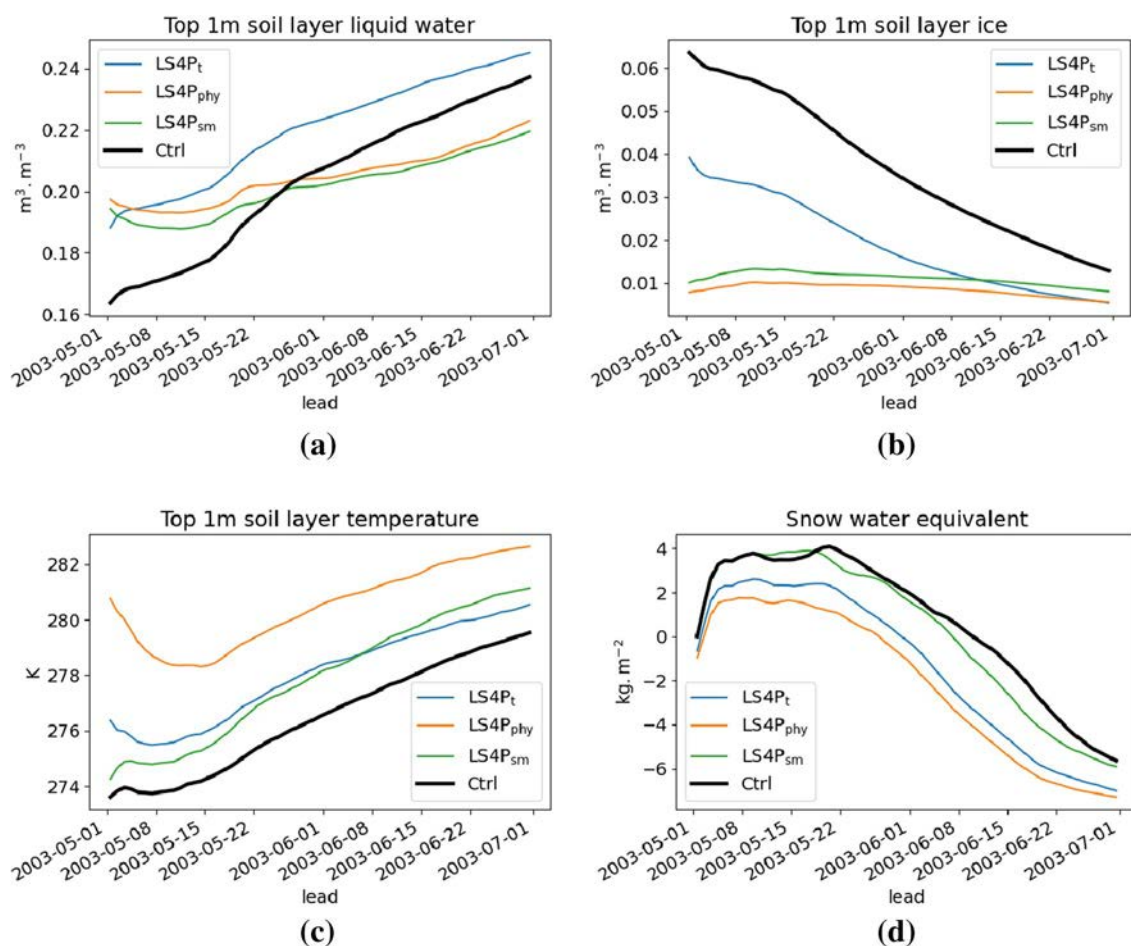 Top 1m soil layer liquid water
0.24
0.22
0.20
0.18
0.16
m³.m⁻³
LS4Pₜ
LS4Pₚₕᵧ
LS4Pₛₘ
Ctrl
2003-05-01
2003-05-08
2003-05-15
2003-05-22
2003-06-01
2003-06-08
2003-06-15
2003-06-22
2003-07-01
lead
(a)
Top 1m soil layer ice
0.06
0.05
0.04
0.03
0.02
0.01
m³.m⁻³
LS4Pₜ
LS4Pₚₕᵧ
LS4Pₛₘ
Ctrl
2003-05-01
2003-05-08
2003-05-15
2003-05-22
2003-06-01
2003-06-08
2003-06-15
2003-06-22
2003-07-01
lead
(b)
Top 1m soil layer temperature
282
280
278
276
274
K
LS4Pₜ
LS4Pₚₕᵧ
LS4Pₛₘ
Ctrl
2003-05-01
2003-05-08
2003-05-15
2003-05-22
2003-06-01
2003-06-08
2003-06-15
2003-06-22
2003-07-01
lead
(c)
Snow water equivalent
4
2
0
−2
−4
−6
kg.m⁻²
LS4Pₜ
LS4Pₚₕᵧ
LS4Pₛₘ
Ctrl
2003-05-01
2003-05-08
2003-05-15
2003-05-22
2003-06-01
2003-06-08
2003-06-15
2003-06-22
2003-07-01
lead
(d)